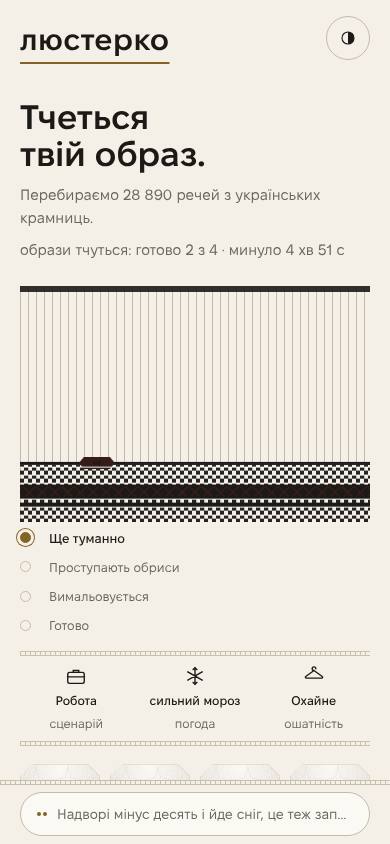 люстерко
Тчеться
твій образ.
Перебираємо 28 890 речей з українських
крамниць.
образи тчуться: готово 2 з 4 · минуло 4 хв 51 с
Ще туманно
Проступають обриси
Вимальовується
Готово
Робота
сильний мороз
Охайне
сценарій
погода
ошатність
Надворі мінус десять і йде сніг, це теж зап...